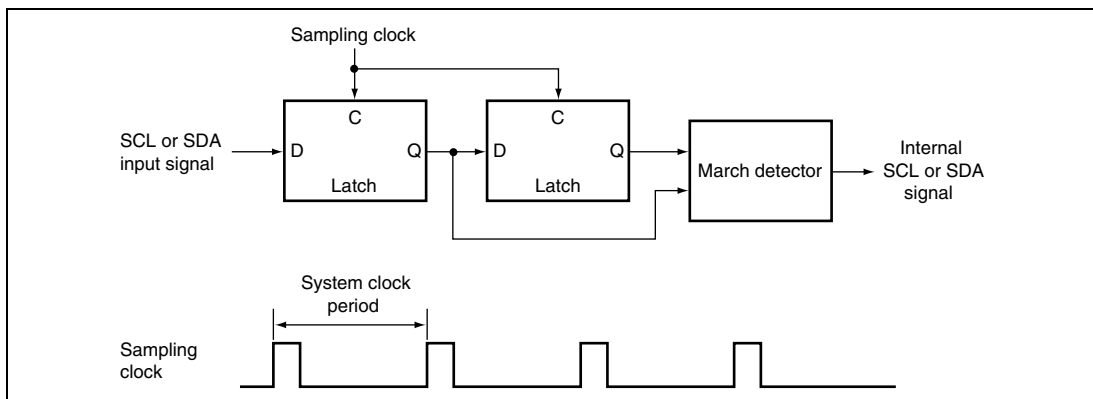 Sampling clock
C
C
SCL or SDA
input signal
D
Q
D
Q
Latch
Latch
March detector
Internal
SCL or SDA
signal
System clock
period
Sampling
clock